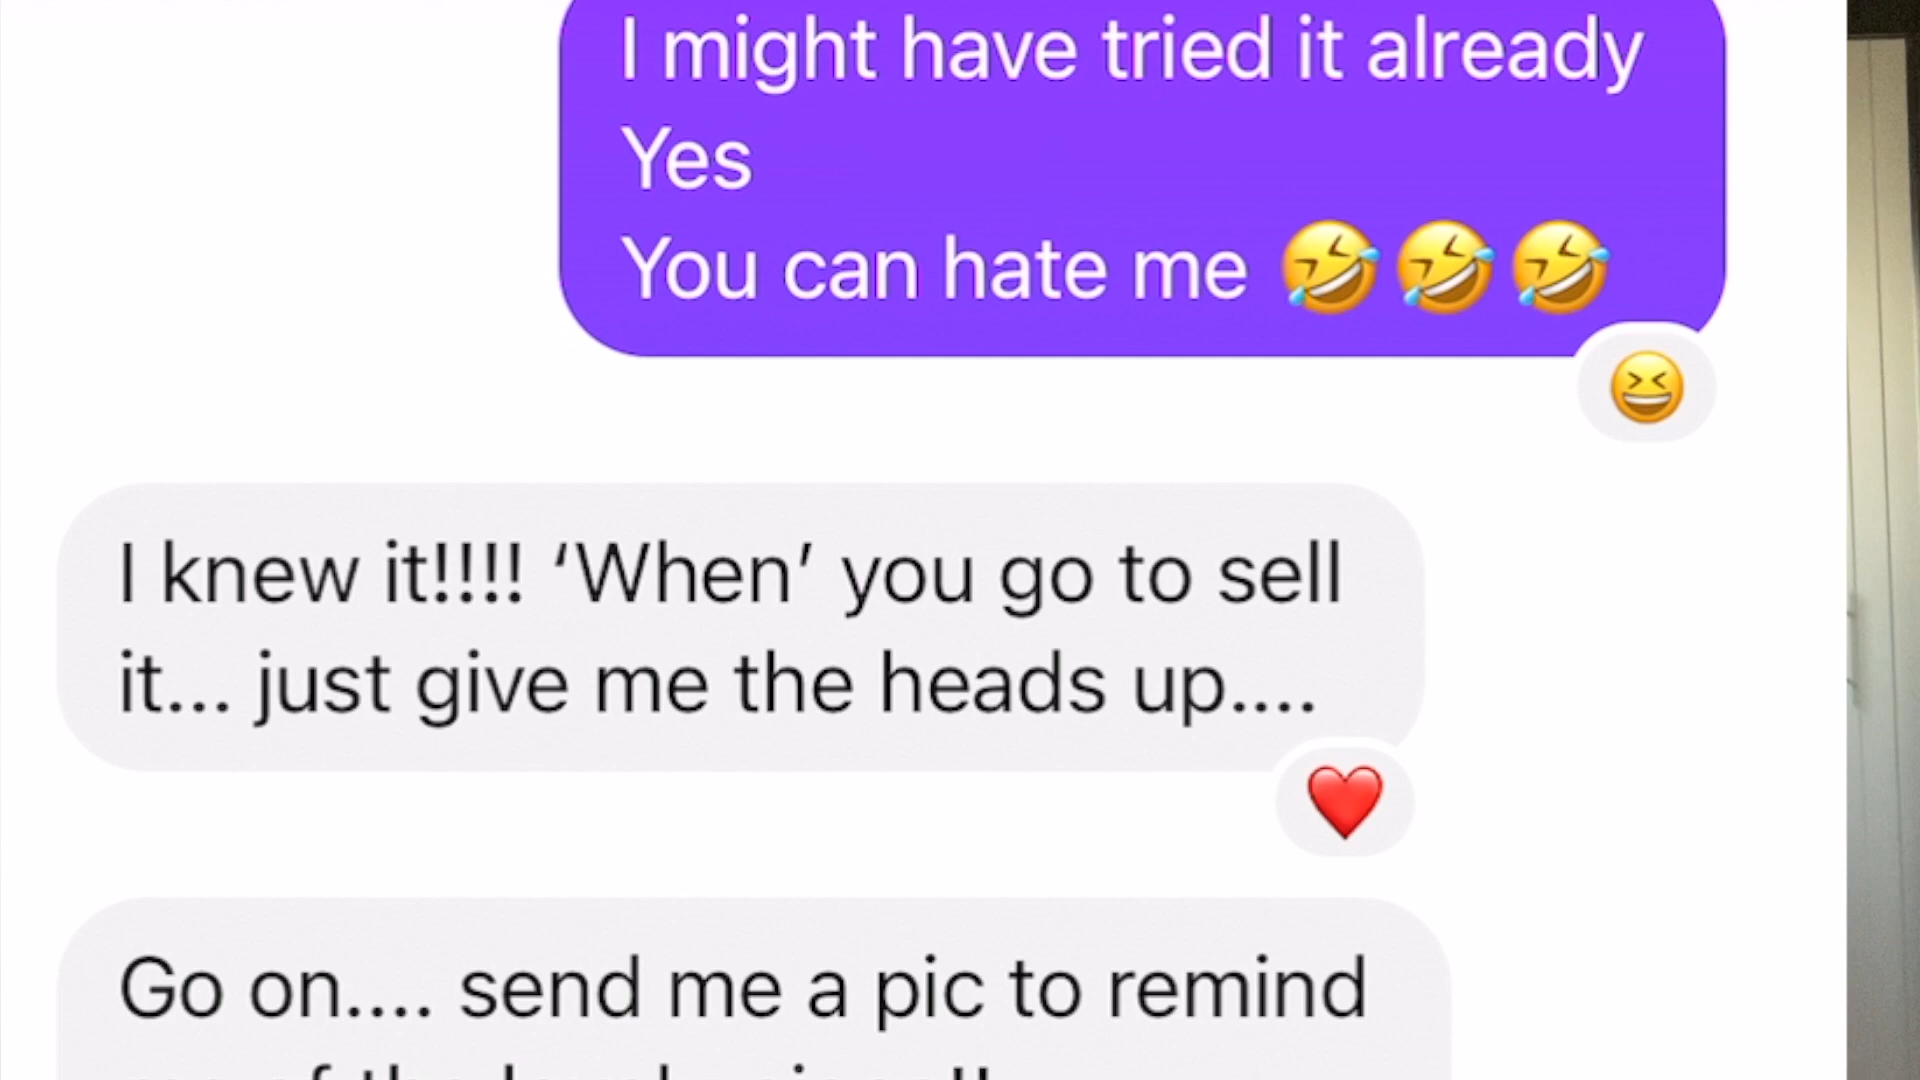 I might have tried it already
Yes
You can hate me 🤣🤣🤣
I knew it!!!! ‘When’ you go to sell
it... just give me the heads up....
Go on.... send me a pic to remind